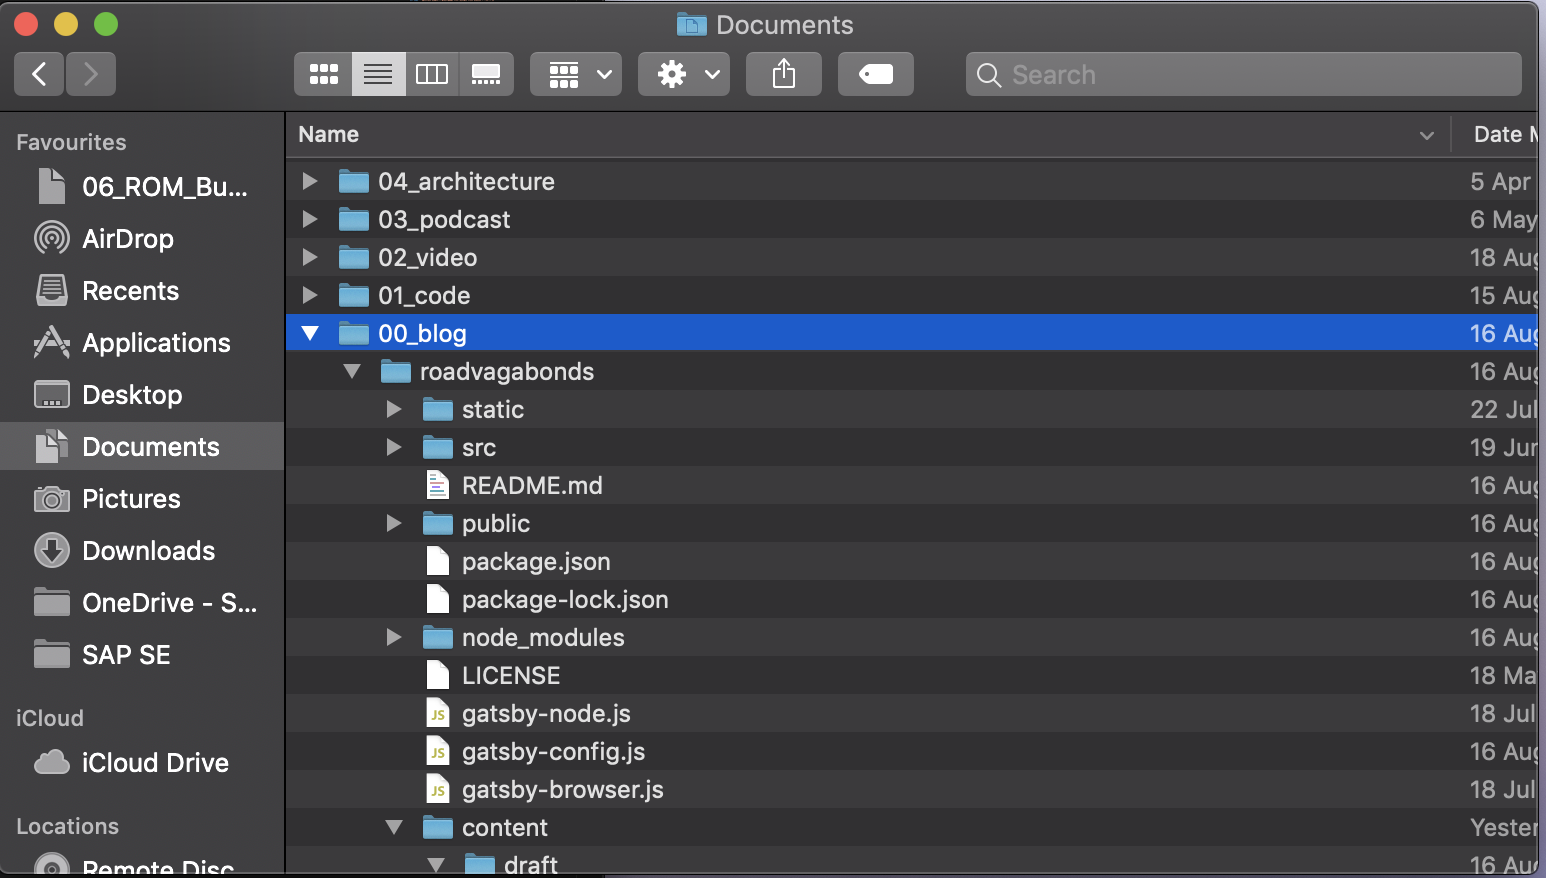 Documents
Search
Favourites
06_ROM_Bu...
AirDrop
Recents
Applications
Desktop
Documents
Pictures
Downloads
OneDrive - S...
SAP SE
iCloud
iCloud Drive
Locations
Remote Disc
Name
Date M
04_architecture
5 Apr
03_podcast
6 May
02_video
18 Aug
01_code
15 Aug
00_blog
16 Aug
roadvagabonds
16 Aug
static
22 Jul
src
19 Jun
README.md
16 Aug
public
16 Aug
package.json
16 Aug
package-lock.json
16 Aug
node_modules
16 Aug
LICENSE
18 Ma
JS gatsby-node.js
18 Jul
JS gatsby-config.js
16 Aug
JS gatsby-browser.js
18 Jul
content
Yester
draft
16 Aug